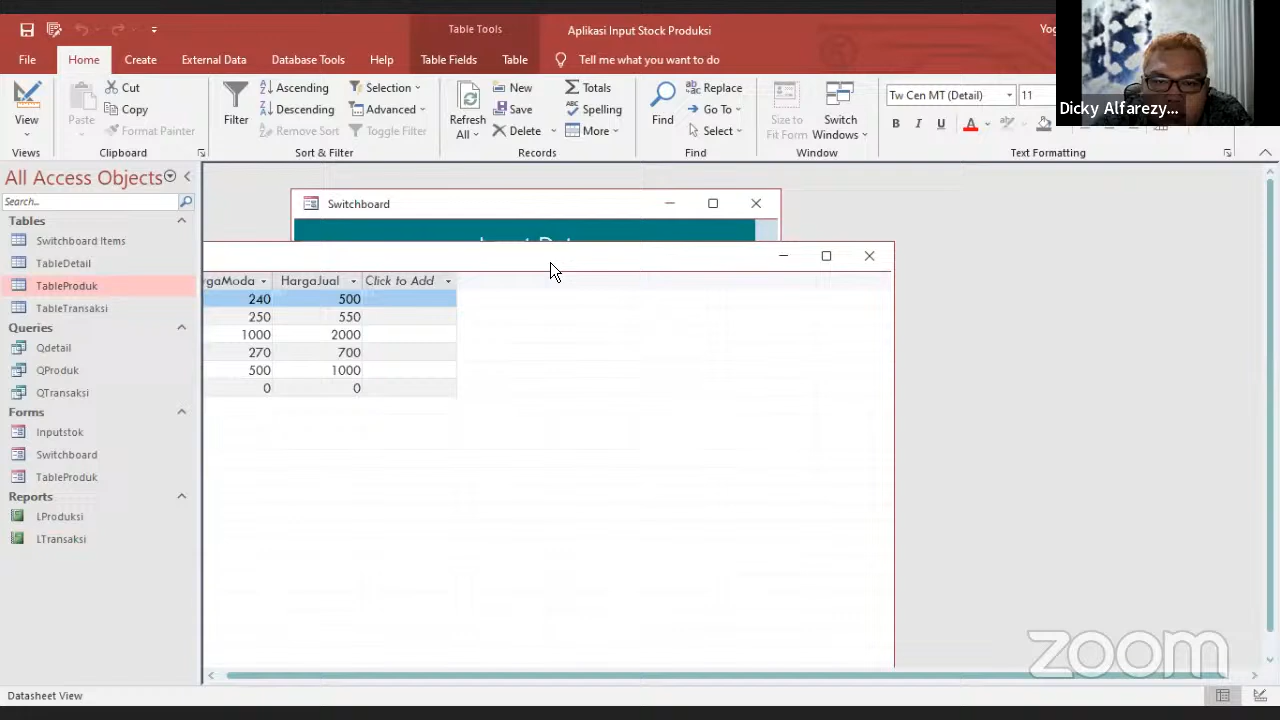 Table Tools
Aplikasi Input Stock Produksi
File
Home
Create
External Data
Database Tools
Help
Table Fields
Table
Tell me what you want to do
View
Views
Paste
Cut
Copy
Format Painter
Clipboard
Filter
Ascending
Descending
Remove Sort
Selection
Advanced
Toggle Filter
Sort & Filter
Refresh
All
New
Save
Delete
Totals
Spelling
More
Records
Find
Replace
Go To
Select
Find
Size to
Fit Form
Switch
Windows
Window
Tw Cen MT (Detail)
11
B I U A
Text Formatting
Dicky Alfarezy...
All Access Objects
Search...
Tables
Switchboard Items
TableDetail
TableProduk
TableTransaksi
Queries
Qdetail
QProduk
QTransaksi
Forms
Inputstok
Switchboard
TableProduk
Reports
LProduksi
LTransaksi
Switchboard
rgaModa HargaJual Click to Add
240 500
250 550
1000 2000
270 700
500 1000
0 0
zoom
Datasheet View